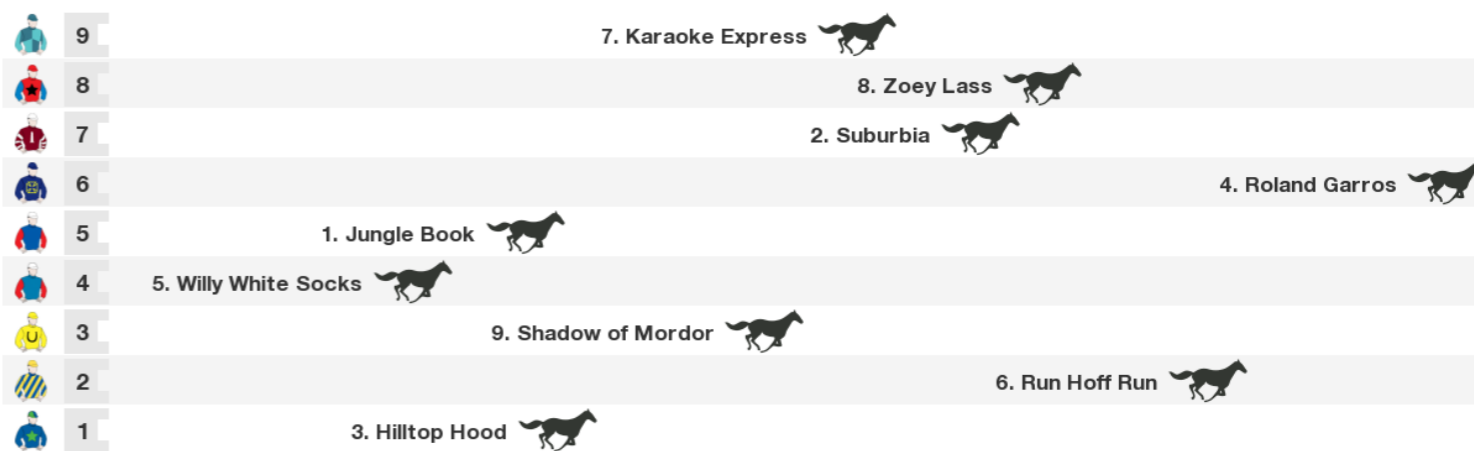 9 7. Karaoke Express
8 8. Zoey Lass
7 2. Suburbia
6 4. Roland Garros
5 1. Jungle Book
4 5. Willy White Socks
3 9. Shadow of Mordor
2 6. Run Hoff Run
1 3. Hilltop Hood